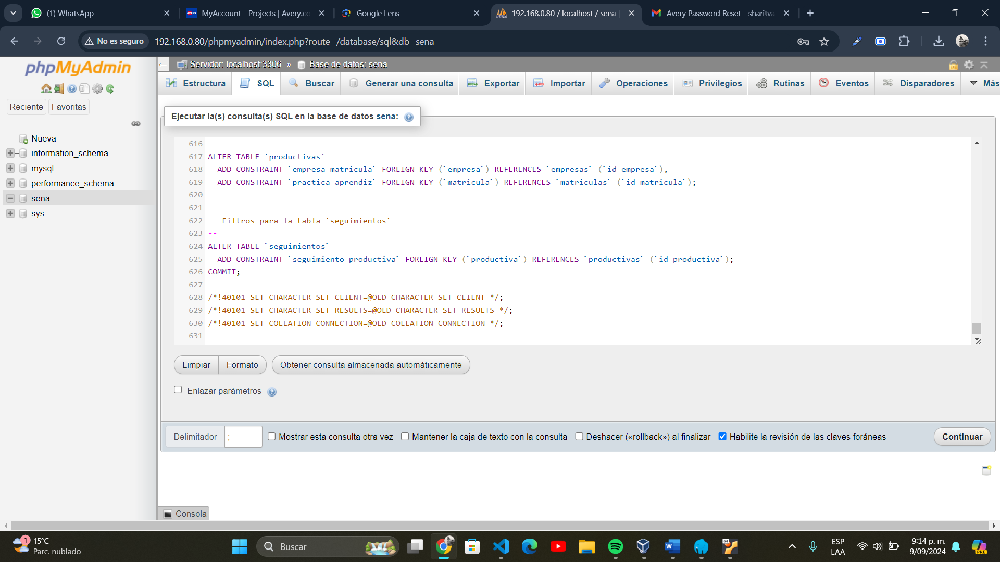 (1) WhatsApp
MyAccount - Projects | Avery.co
Google Lens
192.168.0.80 / localhost / sena |
Avery Password Reset - sharitva
No es seguro
192.168.0.80/phpmyadmin/index.php?route=/database/sql&db=sena
phpMyAdmin
Reciente
Favoritas
Nueva
information_schema
mysql
performance_schema
sena
sys
Servidor: localhost:3306 » Base de datos: sena
Estructura
SQL
Buscar
Generar una consulta
Exportar
Importar
Operaciones
Privilegios
Rutinas
Eventos
Disparadores
Más
Ejecutar la(s) consulta(s) SQL en la base de datos sena:
616 --
617 ALTER TABLE `productivas`
618 ADD CONSTRAINT `empresa_matricula` FOREIGN KEY (`empresa`) REFERENCES `empresas` (`id_empresa`),
619 ADD CONSTRAINT `practica_aprendiz` FOREIGN KEY (`matricula`) REFERENCES `matriculas` (`id_matricula`);
620
621 --
622 -- Filtros para la tabla `seguimientos`
623 --
624 ALTER TABLE `seguimientos`
625 ADD CONSTRAINT `seguimiento_productiva` FOREIGN KEY (`productiva`) REFERENCES `productivas` (`id_productiva`);
626 COMMIT;
627
628 /*!40101 SET CHARACTER_SET_CLIENT=@OLD_CHARACTER_SET_CLIENT */;
629 /*!40101 SET CHARACTER_SET_RESULTS=@OLD_CHARACTER_SET_RESULTS */;
630 /*!40101 SET COLLATION_CONNECTION=@OLD_COLLATION_CONNECTION */;
631
Limpiar
Formato
Obtener consulta almacenada automáticamente
Enlazar parámetros
Delimitador
;
Mostrar esta consulta otra vez
Mantener la caja de texto con la consulta
Deshacer («rollback») al finalizar
Habilite la revisión de las claves foráneas
Continuar
Consola
1
15°C
Parc. nublado
Buscar
64
ESP
LAA
9:14 p. m.
9/09/2024
PRE